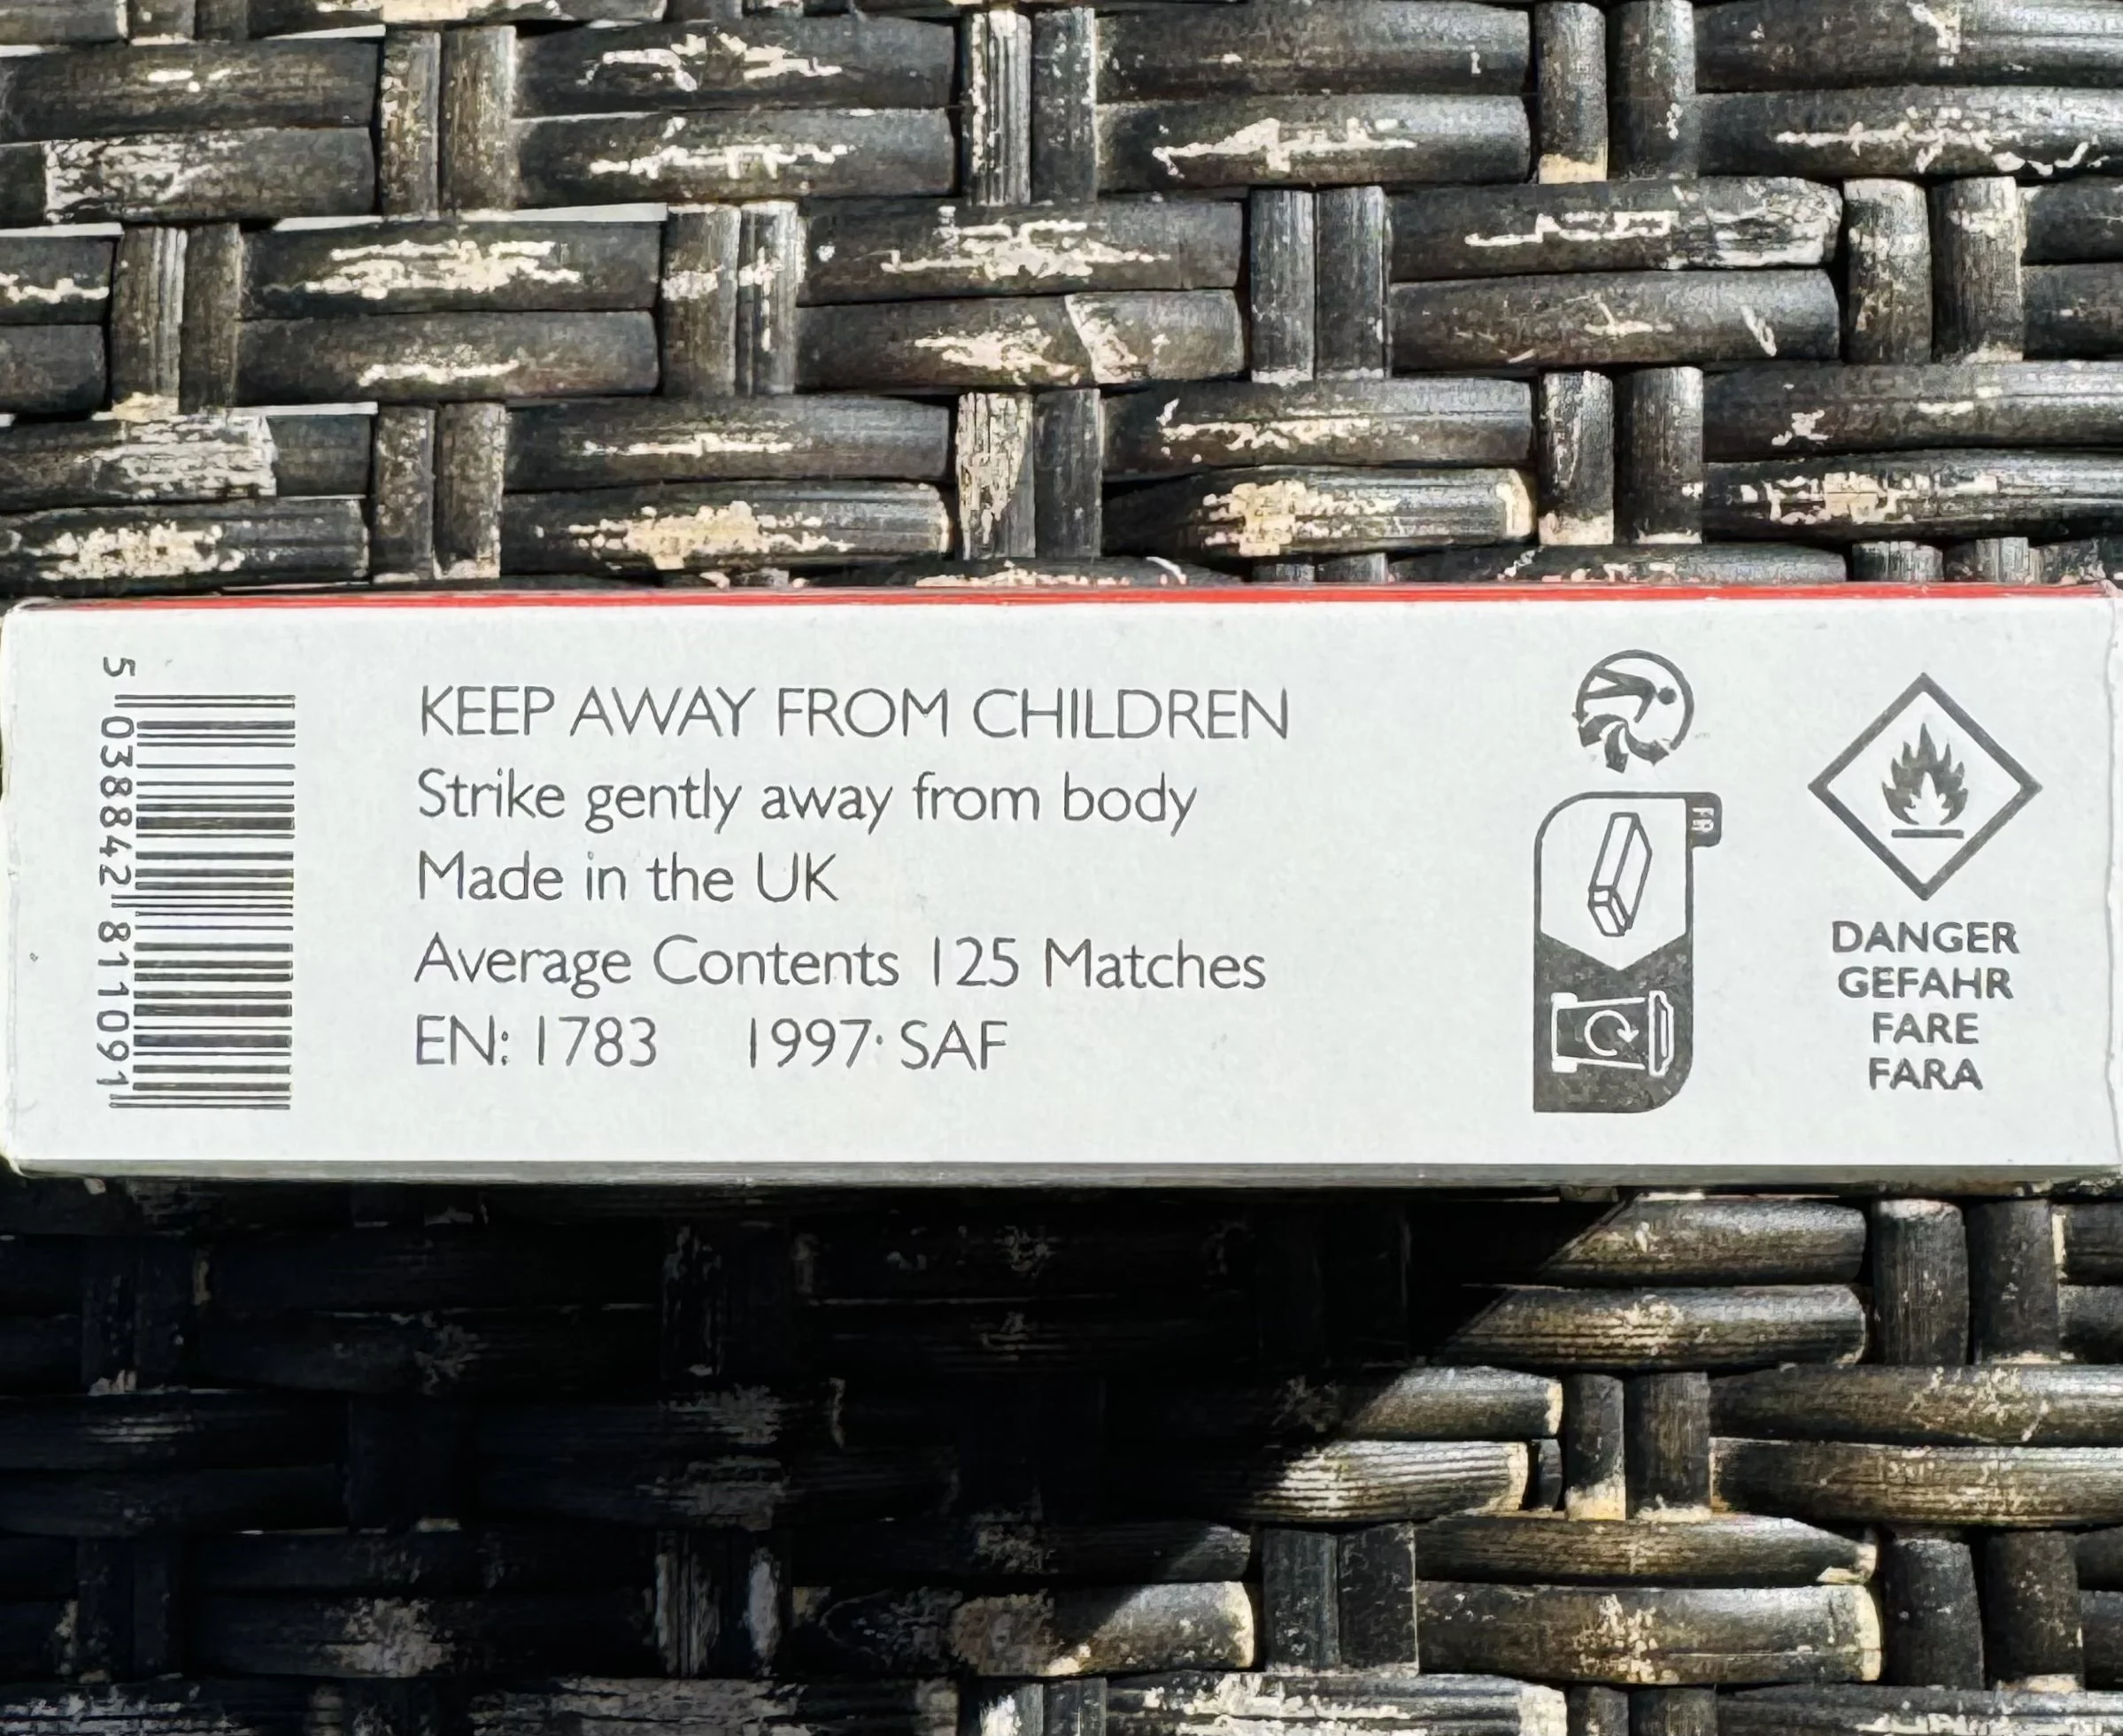 5 038842 811091
KEEP AWAY FROM CHILDREN
Strike gently away from body
Made in the UK
Average Contents 125 Matches
EN: 1783 1997· SAF
FR
DANGER
GEFAHR
FARE
FARA